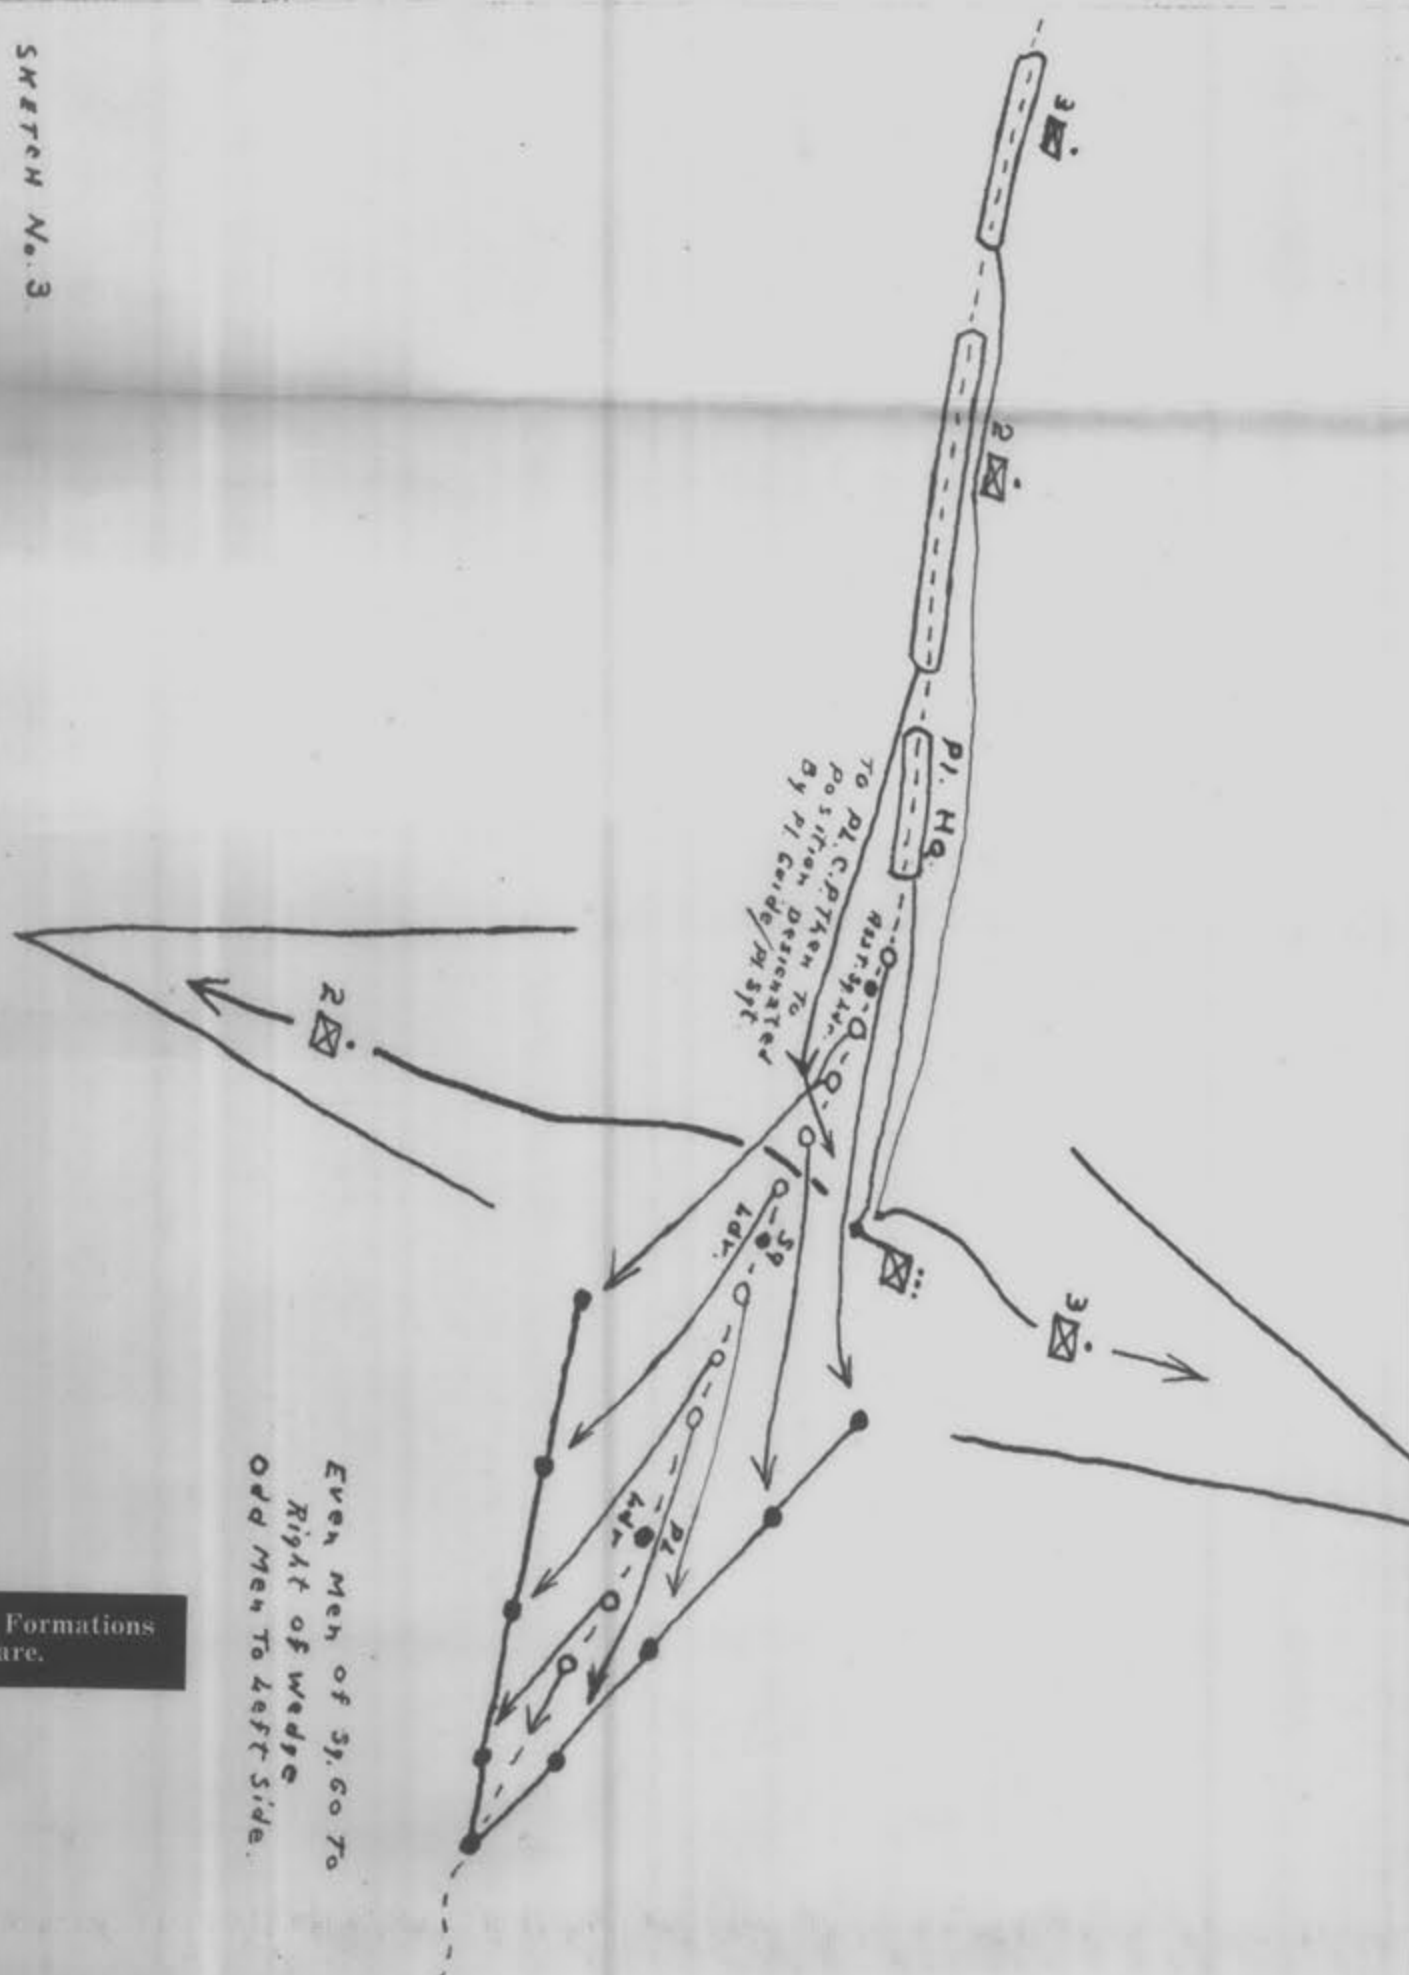 3
2
Pl. HQ.
To PL. C.P. Then To
Position Designated
By Pl. Guide/Pl. Sgt.
Asst. Sq. Ldr.
Sq
Ldr.
3
2
Pl
Ldr
Even Men of Sq. Go To
Right of Wedge
Odd Men To Left Side.
SKETCH No. 3
Formations
are.